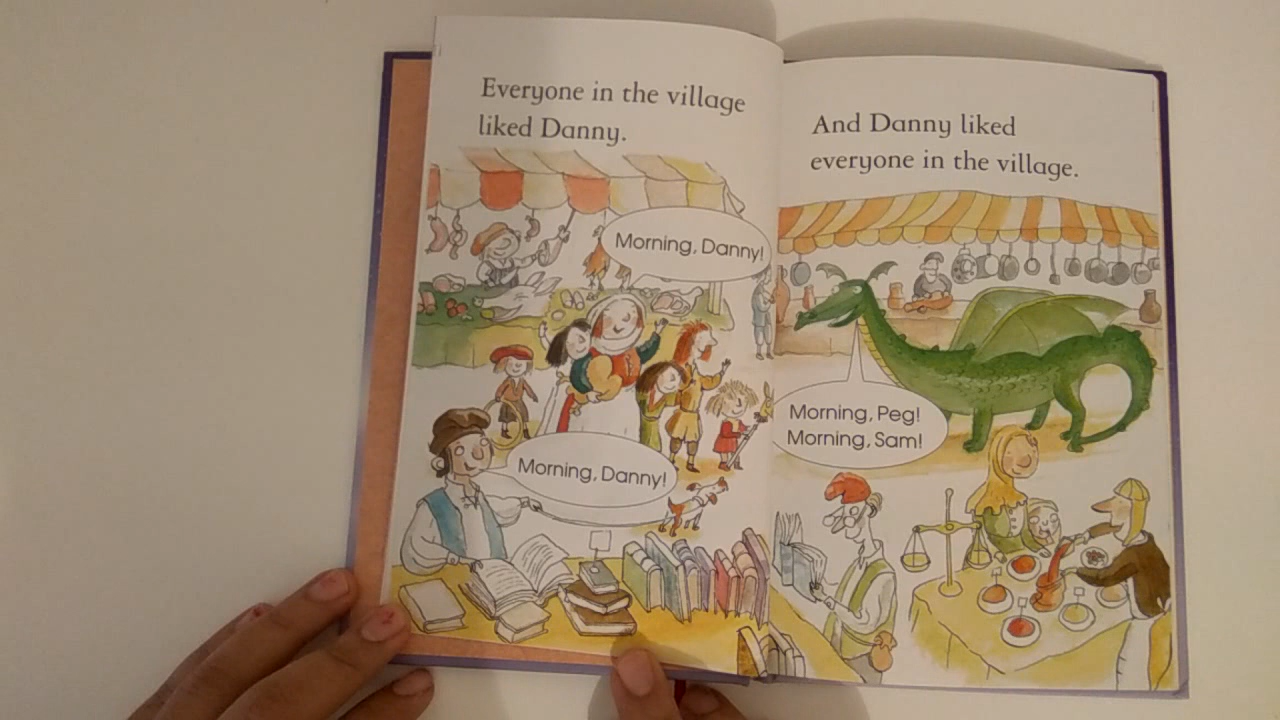 Everyone in the village
liked Danny.
Morning, Danny!
Morning, Danny!
And Danny liked
everyone in the village.
Morning, Peg!
Morning, Sam!